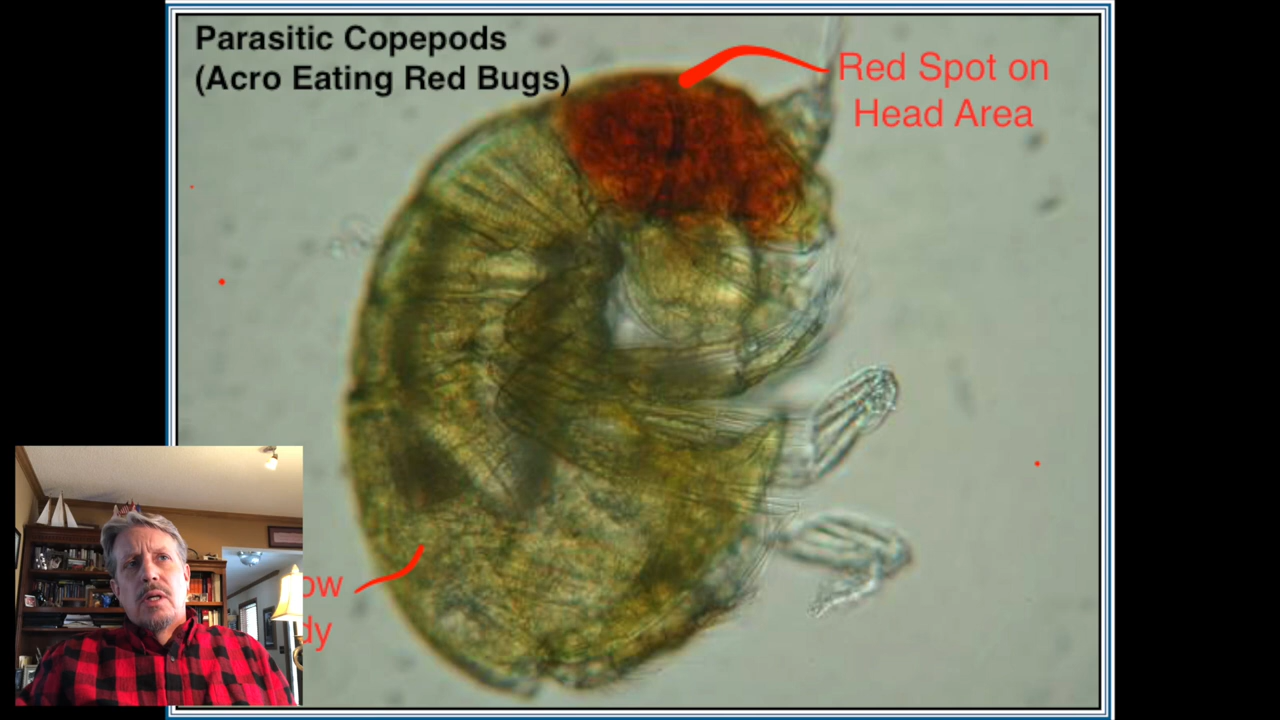 Parasitic Copepods
(Acro Eating Red Bugs)
Red Spot on
Head Area